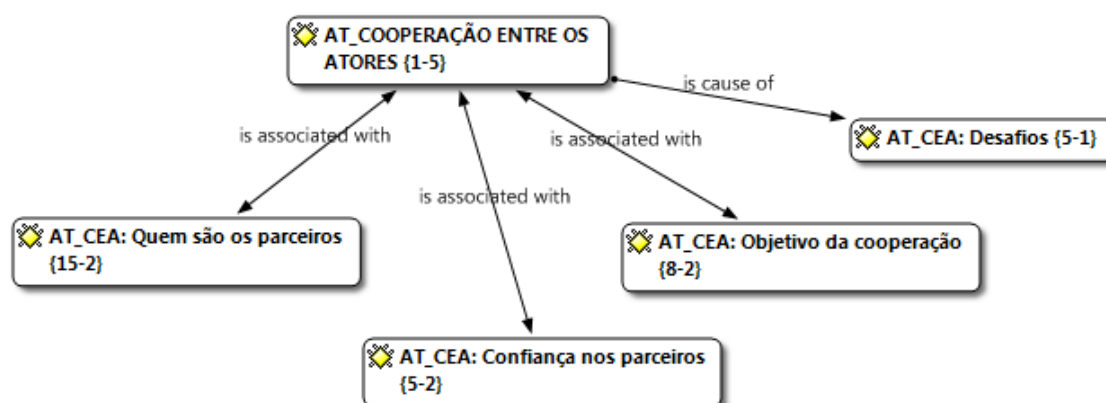 AT_COOPERAÇÃO ENTRE OS
ATORES {1-5}
is cause of
is associated with
is associated with
AT_CEA: Desafios {5-1}
is associated with
AT_CEA: Quem são os parceiros
{15-2}
AT_CEA: Objetivo da cooperação
{8-2}
AT_CEA: Confiança nos parceiros
{5-2}